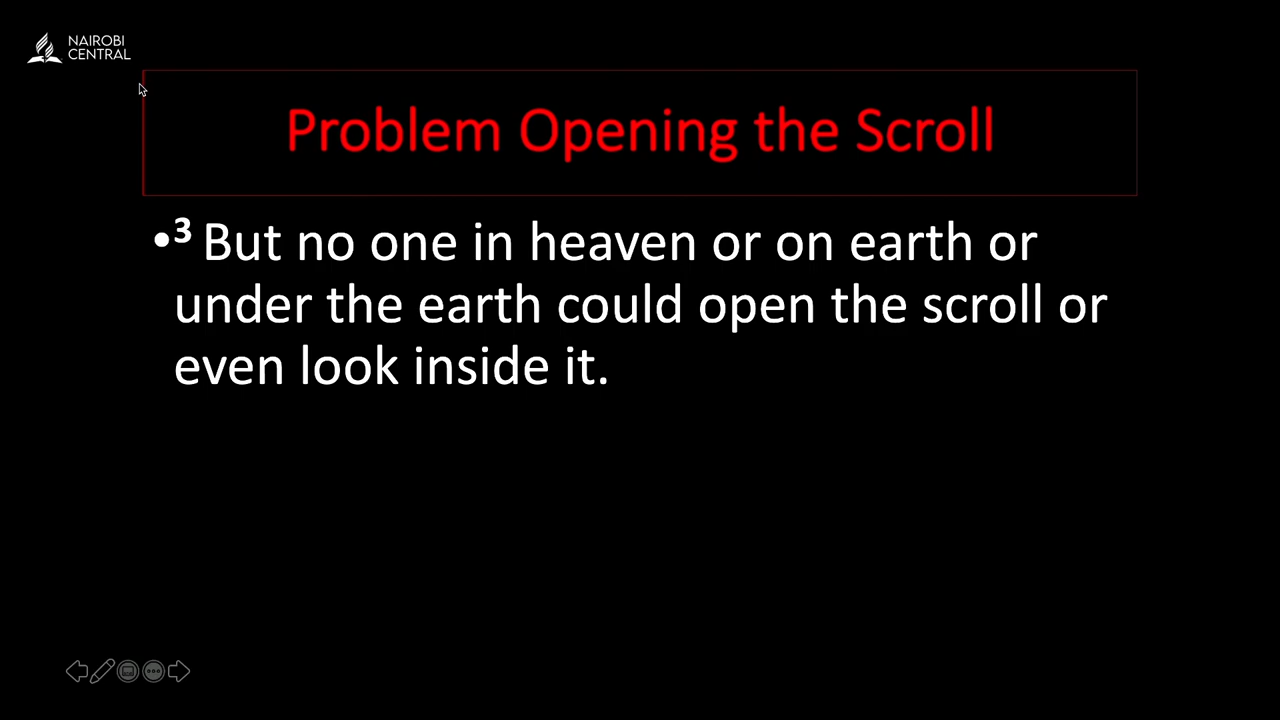 NAIROBI
CENTRAL
Problem Opening the Scroll
•3 But no one in heaven or on earth or
under the earth could open the scroll or
even look inside it.